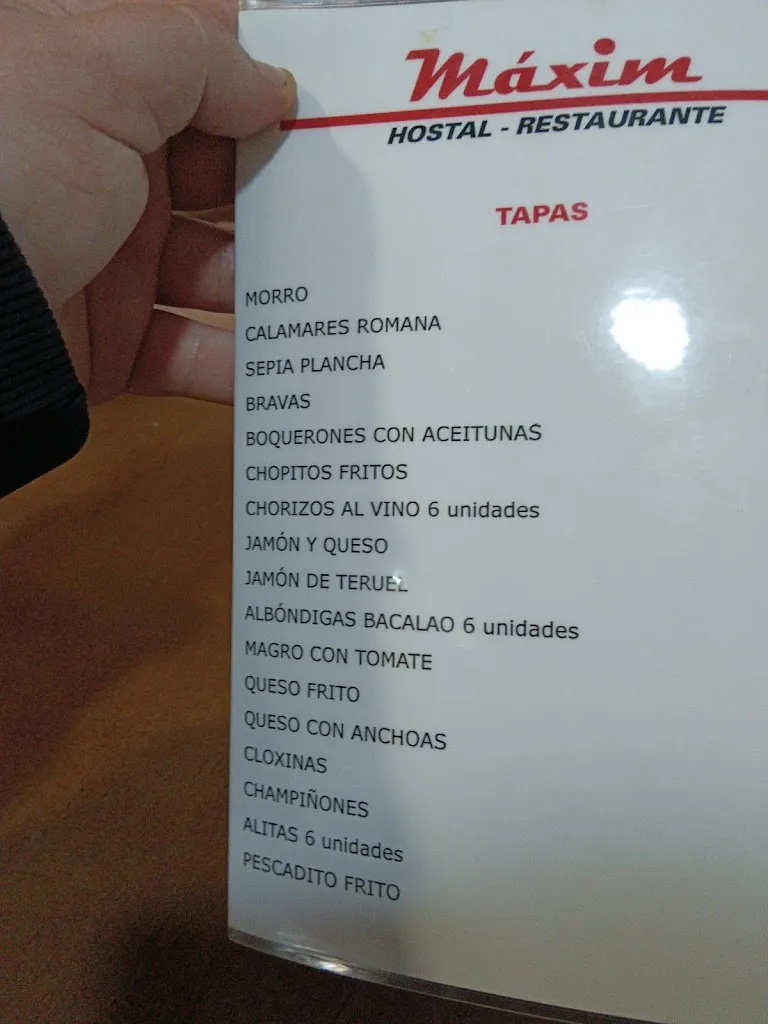 Máxim
HOSTAL - RESTAURANTE
TAPAS
MORRO
CALAMARES ROMANA
SEPIA PLANCHA
BRAVAS
BOQUERONES CON ACEITUNAS
CHOPITOS FRITOS
CHORIZOS AL VINO 6 unidades
JAMÓN Y QUESO
JAMÓN DE TERUEL
ALBÓNDIGAS BACALAO 6 unidades
MAGRO CON TOMATE
QUESO FRITO
QUESO CON ANCHOAS
CLOXINAS
CHAMPIÑONES
ALITAS 6 unidades
PESCADITO FRITO